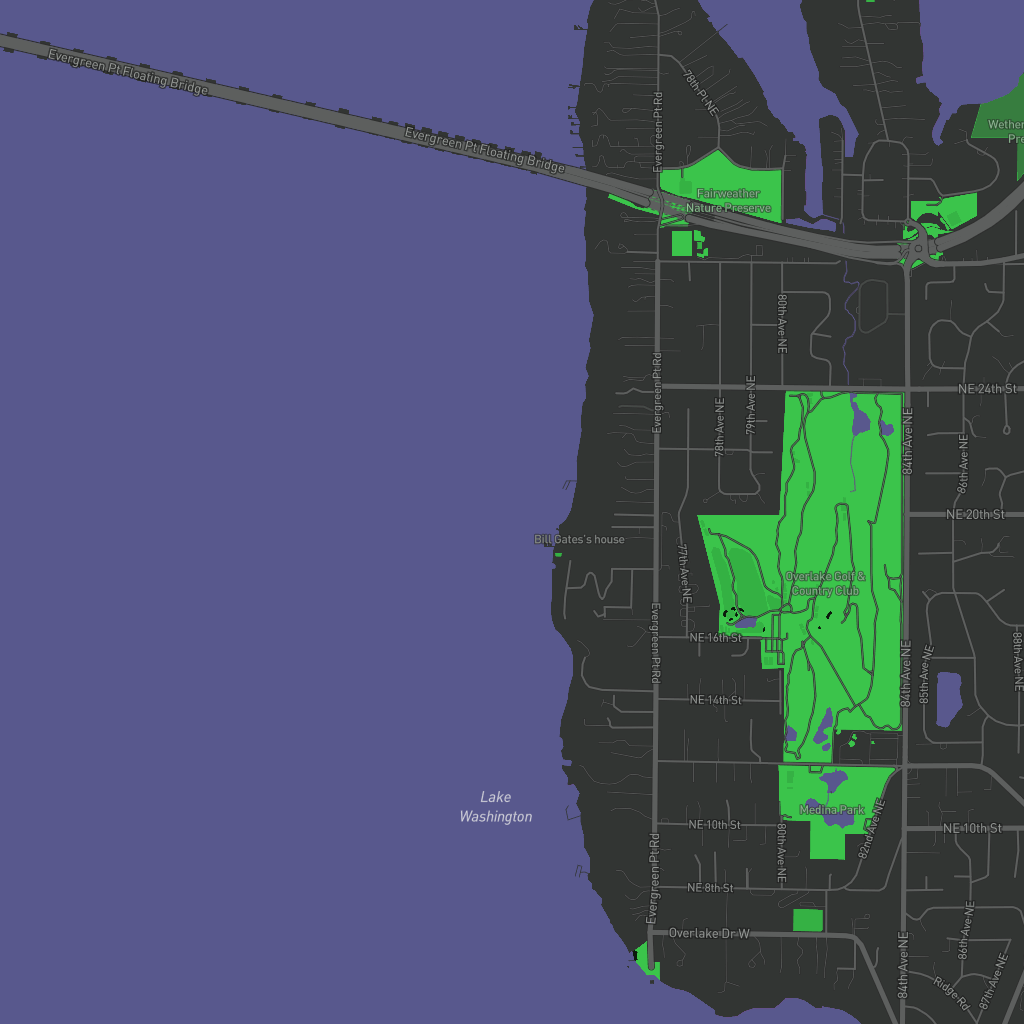 Evergreen Pt Floating Bridge
Evergreen Pt Floating Bridge
78th Pl NE
Evergreen Pt Rd
Wether
Pre
Fairweather
Nature Preserve
80th Ave NE
Evergreen Pt Rd
79th Ave NE
78th Ave NE
NE 24th St
84th Ave NE
86th Ave NE
NE 20th St
Bill Gates's house
77th Ave NE
Overlake Golf &
Country Club
Evergreen Pt Rd
NE 16th St
84th Ave NE
85th Ave NE
88th Ave NE
NE 14th St
Lake
Washington
Medina Park
NE 10th St
80th Ave NE
82nd Ave NE
NE 10th St
Evergreen Pt Rd
NE 8th St
Overlake Dr W
84th Ave NE
86th Ave NE
87th Ave NE
Ridge Rd